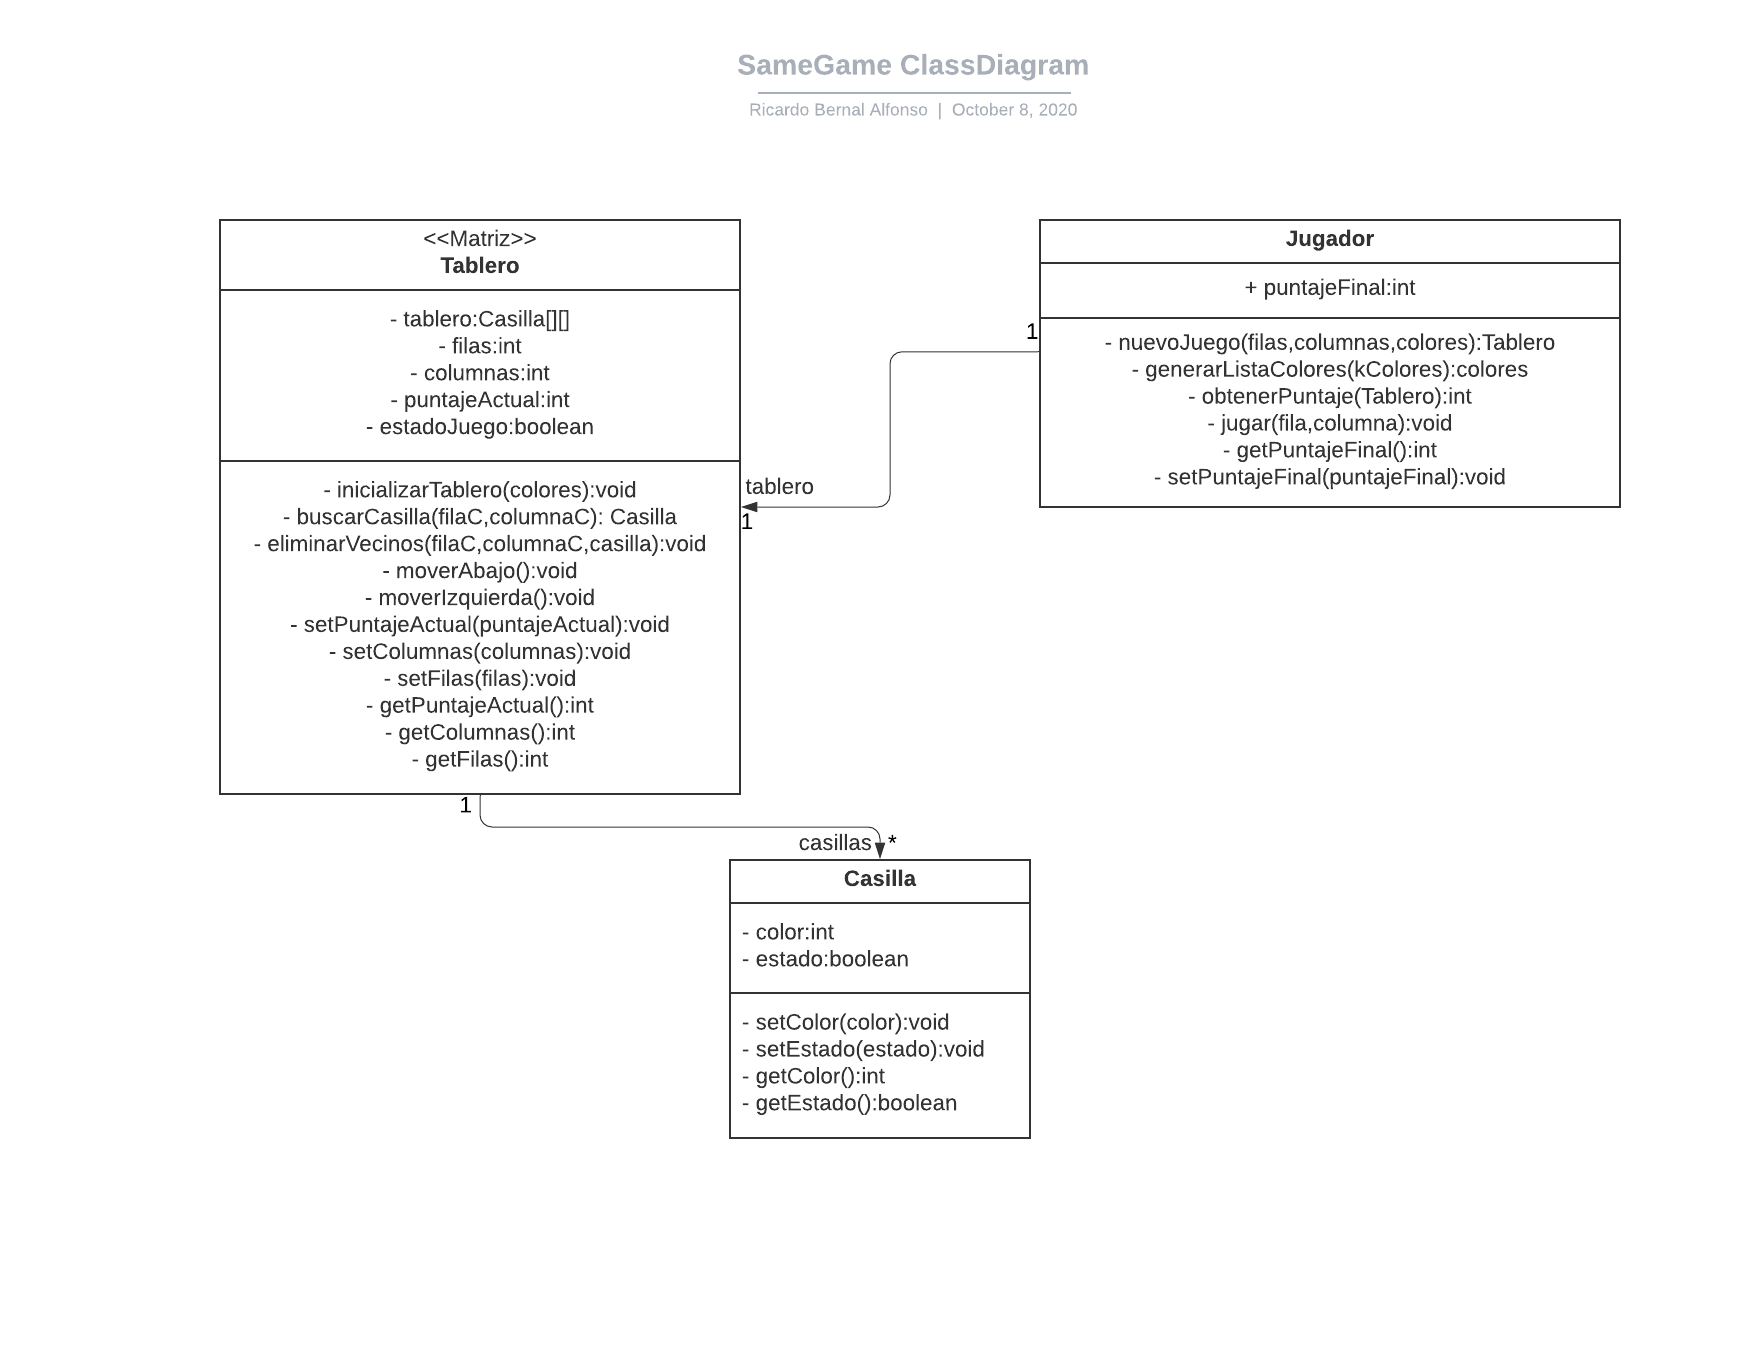 SameGame ClassDiagram
Ricardo Bernal Alfonso | October 8, 2020
<<Matriz>>
Tablero
- tablero:Casilla[][]
- filas:int
- columnas:int
- puntajeActual:int
- estadoJuego:boolean
- inicializarTablero(colores):void
- buscarCasilla(filaC,columnaC): Casilla
- eliminarVecinos(filaC,columnaC,casilla):void
- moverAbajo():void
- moverIzquierda():void
- setPuntajeActual(puntajeActual):void
- setColumnas(columnas):void
- setFilas(filas):void
- getPuntajeActual():int
- getColumnas():int
- getFilas():int
Jugador
+ puntajeFinal:int
- nuevoJuego(filas,columnas,colores):Tablero
- generarListaColores(kColores):colores
- obtenerPuntaje(Tablero):int
- jugar(fila,columna):void
- getPuntajeFinal():int
- setPuntajeFinal(puntajeFinal):void
1
tablero
1
1
casillas *
Casilla
- color:int
- estado:boolean
- setColor(color):void
- setEstado(estado):void
- getColor():int
- getEstado():boolean